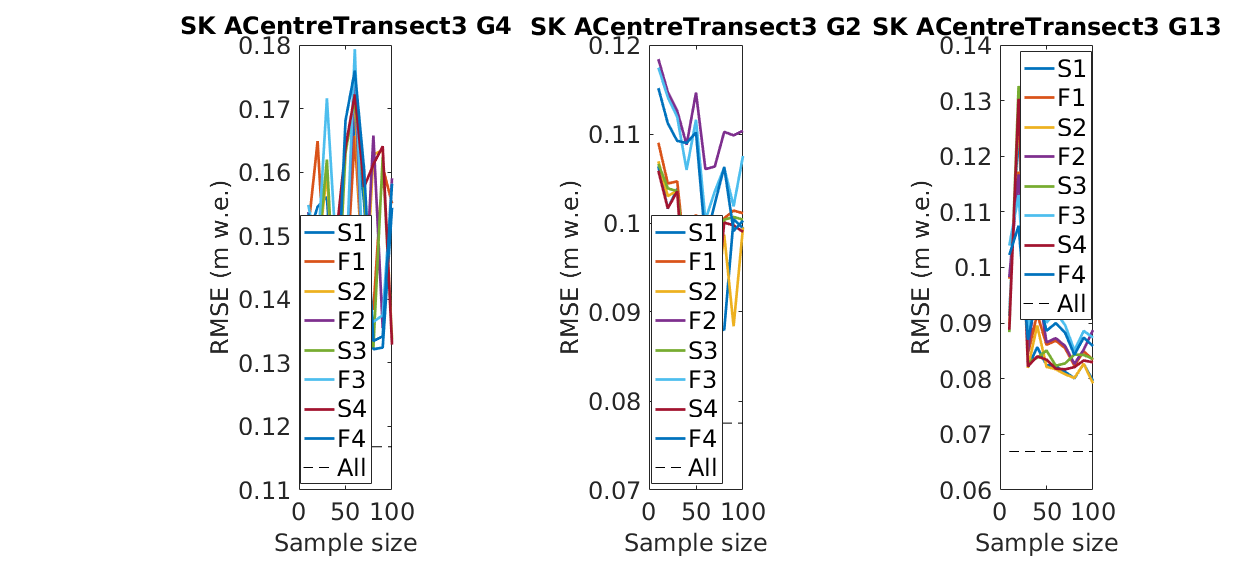 SK ACentreTransect3 G4
0.18
0.17
0.16
0.15
0.14
0.13
0.12
0.11
RMSE (m w.e.)
S1
F1
S2
F2
S3
F3
S4
F4
All
0 50 100
Sample size
SK ACentreTransect3 G2
0.12
0.11
0.1
0.09
0.08
0.07
RMSE (m w.e.)
S1
F1
S2
F2
S3
F3
S4
F4
All
0 50 100
Sample size
SK ACentreTransect3 G13
0.14
0.13
0.12
0.11
0.1
0.09
0.08
0.07
0.06
RMSE (m w.e.)
S1
F1
S2
F2
S3
F3
S4
F4
All
0 50 100
Sample size